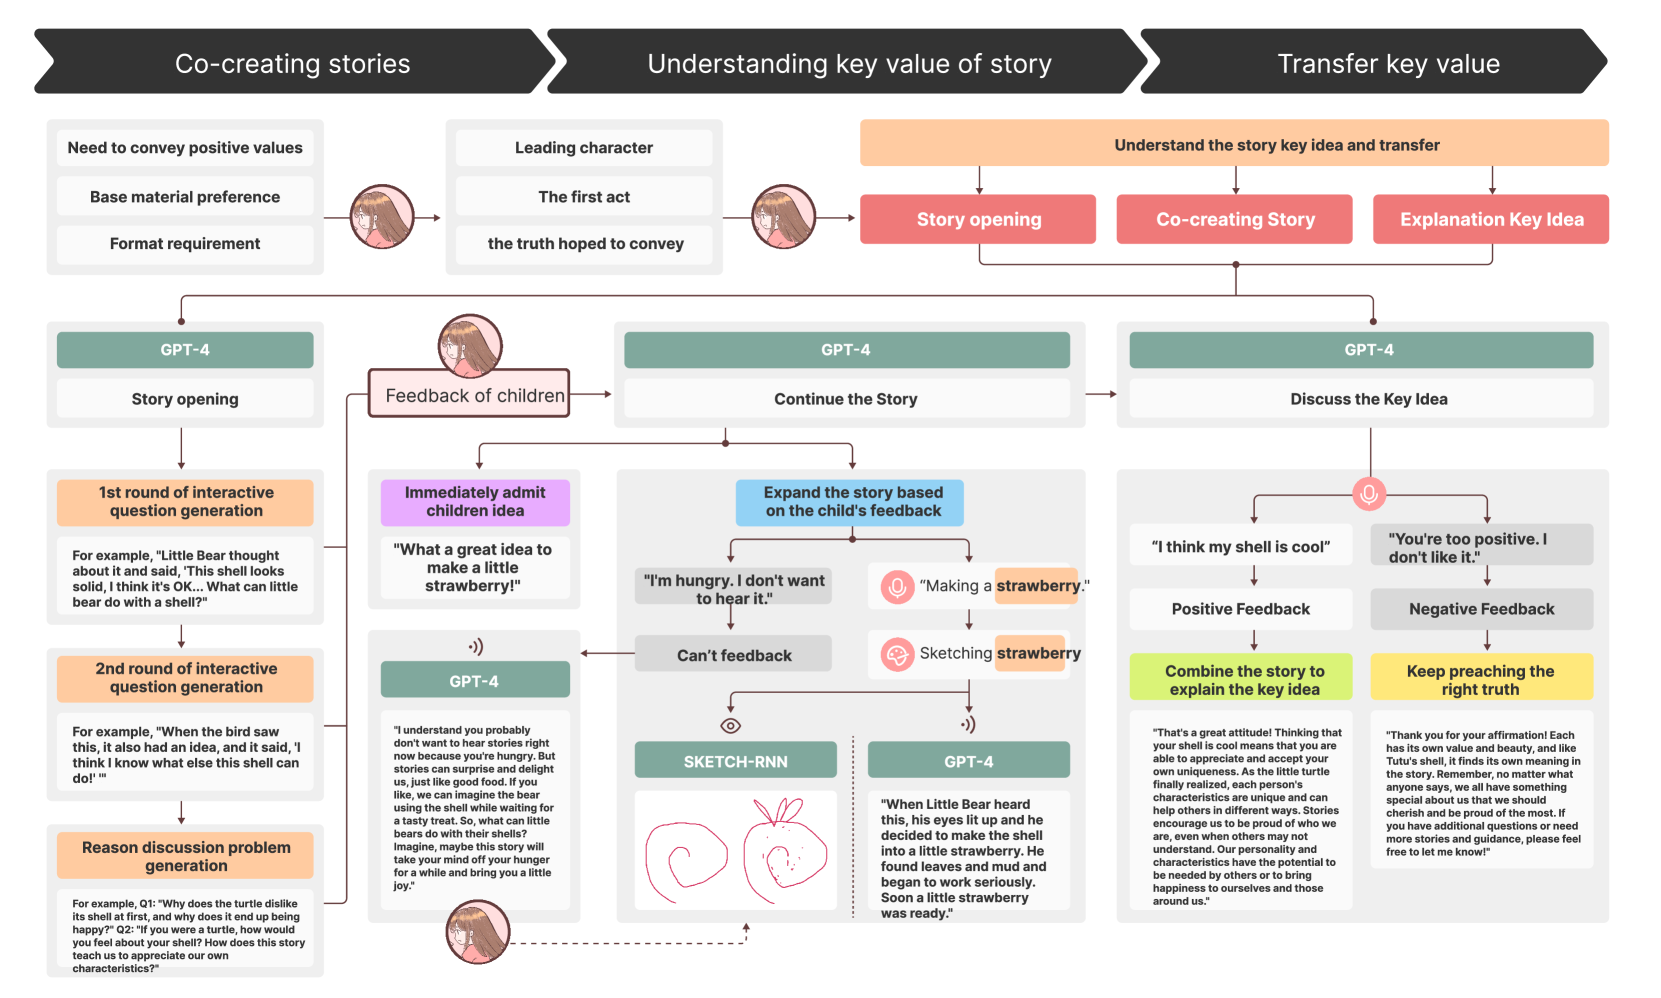 Co-creating stories
Understanding key value of story
Transfer key value
Need to convey positive values
Base material preference
Format requirement
Leading character
The first act
the truth hoped to convey
Understand the story key idea and transfer
Story opening
Co-creating Story
Explanation Key Idea
GPT-4
Story opening
Feedback of children
GPT-4
Continue the Story
GPT-4
Discuss the Key Idea
1st round of interactive
question generation
For example, "Little Bear thought
about it and said, 'This shell looks
solid, I think it's OK... What can little
bear do with a shell?"
2nd round of interactive
question generation
For example, "When the bird saw
this, it also had an idea, and it said, 'I
think I know what else this shell can
do!' '"
Reason discussion problem
generation
For example, Q1: "Why does the turtle dislike
its shell at first, and why does it end up being
happy?" Q2: "If you were a turtle, how would
you feel about your shell? How does this story
teach us to appreciate our own
characteristics?"
Immediately admit
children idea
"What a great idea to
make a little
strawberry!"
GPT-4
"I understand you probably
don't want to hear stories right
now because you're hungry. But
stories can surprise and delight
us, just like good food. If you
like, we can imagine the bear
using the shell while waiting for
a tasty treat. So, what can little
bears do with their shells?
Imagine, maybe this story will
take your mind off your hunger
for a while and bring you a little
joy."
Expand the story based
on the child's feedback
"I'm hungry. I don't want
to hear it."
Can't feedback
“Making a strawberry."
Sketching strawberry
SKETCH-RNN
GPT-4
"When Little Bear heard
this, his eyes lit up and he
decided to make the shell
into a little strawberry. He
found leaves and mud and
began to work seriously.
Soon a little strawberry
was ready."
“I think my shell is cool”
Positive Feedback
Combine the story to
explain the key idea
"That's a great attitude! Thinking that
your shell is cool means that you are
able to appreciate and accept your
own uniqueness. As the little turtle
finally realized, each person's
characteristics are unique and can
help others in different ways. Stories
encourage us to be proud of who we
are, even when others may not
understand. Our personality and
characteristics have the potential to
be needed by others or to bring
happiness to ourselves and those
around us."
"You're too positive. I
don't like it."
Negative Feedback
Keep preaching the
right truth
"Thank you for your affirmation! Each
has its own value and beauty, and like
Tutu's shell, it finds its own meaning in
the story. Remember, no matter what
anyone says, we all have something
special about us that we should
cherish and be proud of the most. If
you have additional questions or need
more stories and guidance, please feel
free to let me know!"